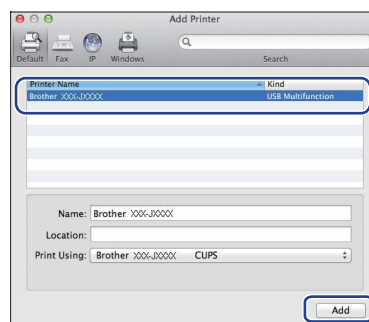 Add Printer
Default Fax IP Windows Search
Printer Name Kind
Brother XXX-JXXXX USB Multifunction
Name: Brother XXX-JXXXX
Location:
Print Using: Brother XXX-JXXXX CUPS
Add